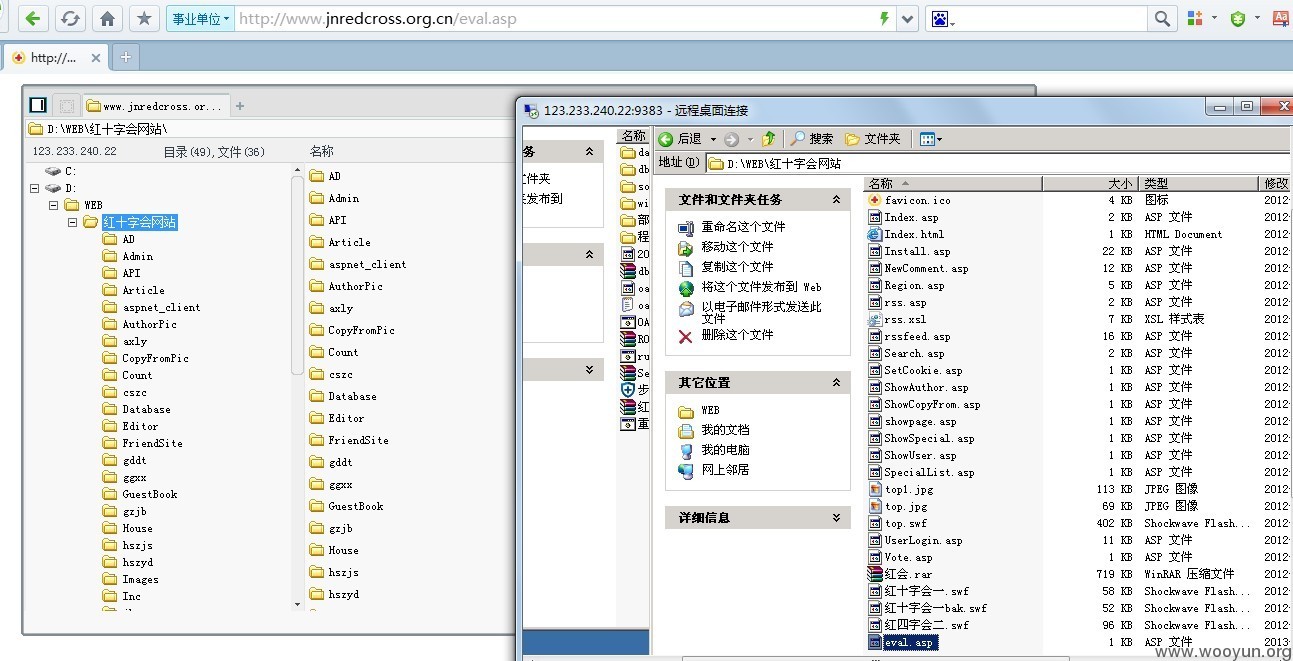 事业单位 http://www.jnredcross.org.cn/eval.asp
http://...
www.jnredcross.or...
D:\WEB\红十字会网站\
123.233.240.22 目录(49),文件(36) 名称
C:
D:
WEB
红十字会网站
AD
Admin
API
Article
aspnet_client
AuthorPic
axly
CopyFromPic
Count
cszc
Database
Editor
FriendSite
gddt
ggxx
GuestBook
gzjb
House
hszjs
hszyd
Images
Inc
AD
Admin
API
Article
aspnet_client
AuthorPic
axly
CopyFromPic
Count
cszc
Database
Editor
FriendSite
gddt
ggxx
GuestBook
gzjb
House
hszjs
hszyd
123.233.240.22:9383 - 远程桌面连接
务
件夹
发布到
名称
da
db
so
wi
部
程
20
db
oa
oa
OA
RO
ru
Se
步
红
重
后退 搜索 文件夹
地址(D) D:\WEB\红十字会网站
文件和文件夹任务
重命名这个文件
移动这个文件
复制这个文件
将这个文件发布到 Web
以电子邮件形式发送此
文件
删除这个文件
其它位置
WEB
我的文档
我的电脑
网上邻居
详细信息
名称 大小 类型 修改
favicon.ico 4 KB 图标 2012
Index.asp 2 KB ASP 文件 2012
Index.html 1 KB HTML Document 2012
Install.asp 22 KB ASP 文件 2012
NewComment.asp 12 KB ASP 文件 2012
Region.asp 5 KB ASP 文件 2012
rss.asp 2 KB ASP 文件 2012
rss.xsl 7 KB XSL 样式表 2012
rssfeed.asp 16 KB ASP 文件 2012
Search.asp 2 KB ASP 文件 2012
SetCookie.asp 1 KB ASP 文件 2012
ShowAuthor.asp 1 KB ASP 文件 2012
ShowCopyFrom.asp 1 KB ASP 文件 2012
showpage.asp 1 KB ASP 文件 2012
ShowSpecial.asp 1 KB ASP 文件 2012
ShowUser.asp 1 KB ASP 文件 2012
SpecialList.asp 1 KB ASP 文件 2012
top1.jpg 113 KB JPEG 图像 2012
top.jpg 69 KB JPEG 图像 2012
top.swf 402 KB Shockwave Flash... 2012
UserLogin.asp 11 KB ASP 文件 2012
Vote.asp 1 KB ASP 文件 2012
红会.rar 719 KB WinRAR 压缩文件 2012
红十字会一.swf 58 KB Shockwave Flash... 2012
红十字会一bak.swf 52 KB Shockwave Flash... 2012
红四字会二.swf 96 KB Shockwave Flash... 2012
eval.asp 1 KB ASP 文件 2013
www.wooyun.org